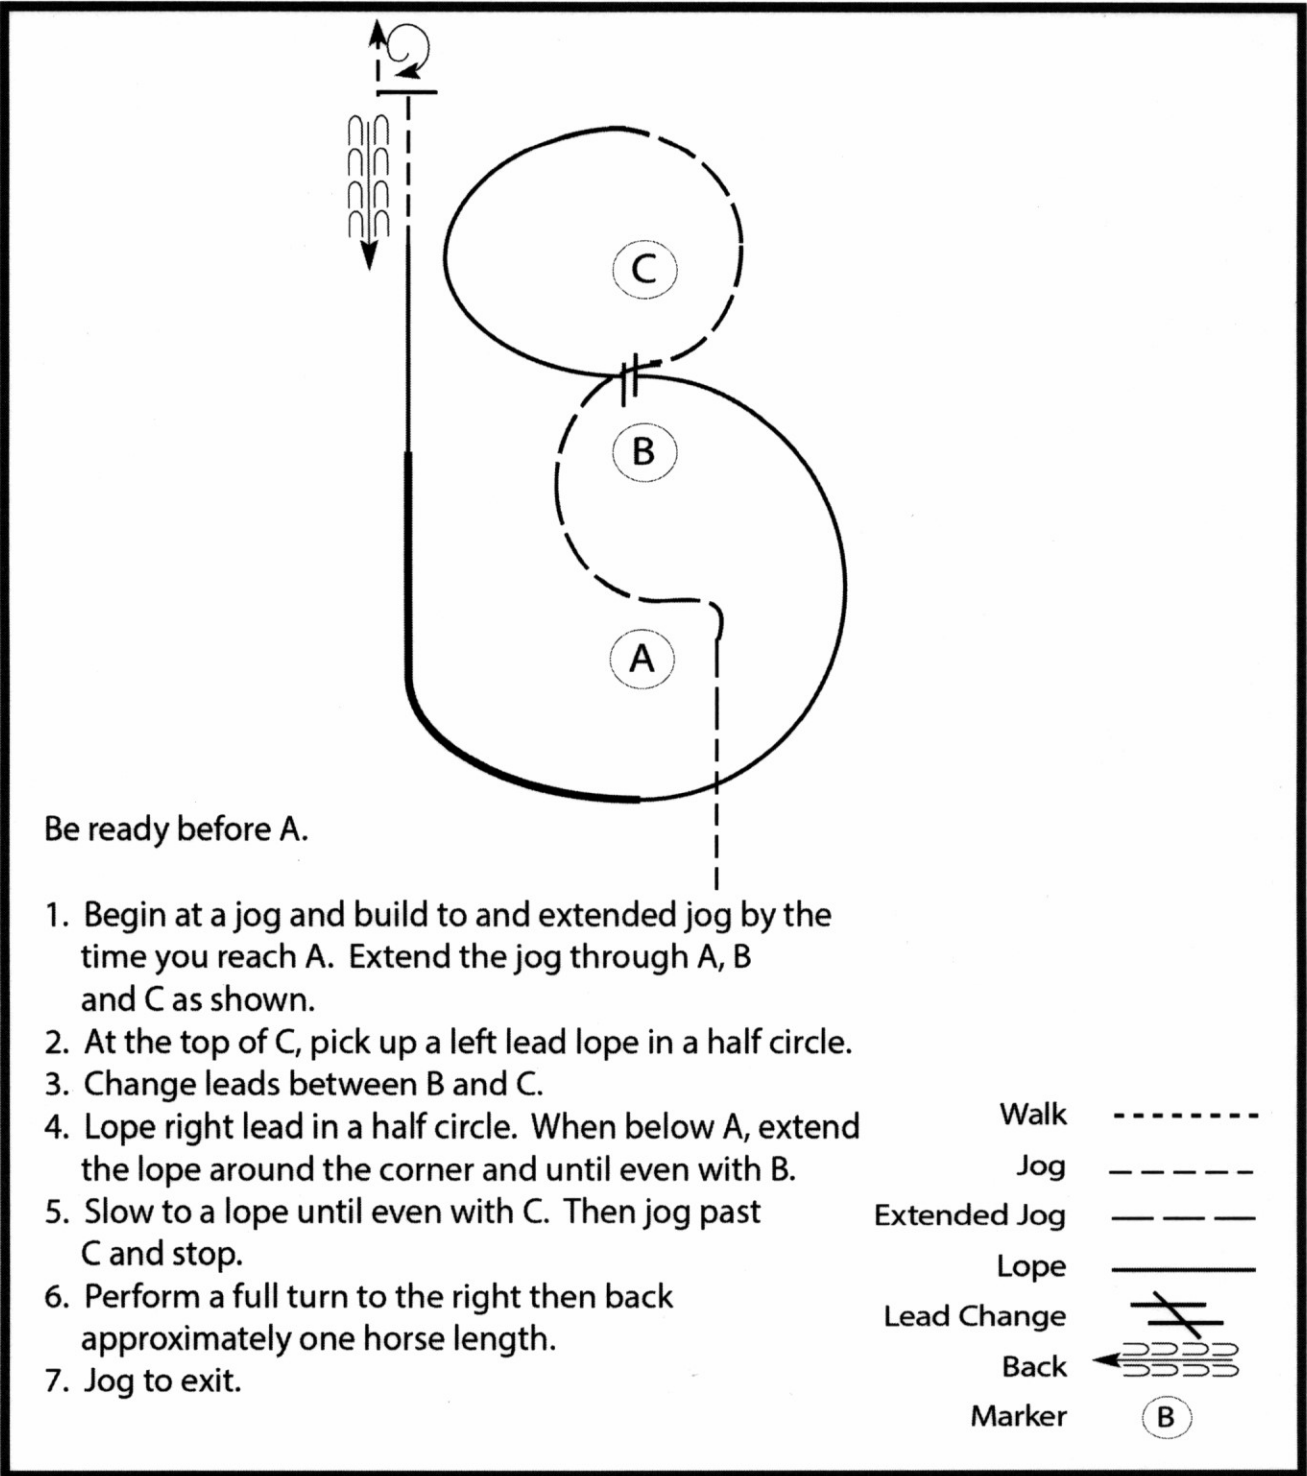 C
B
A
Be ready before A.
1. Begin at a jog and build to and extended jog by the
time you reach A. Extend the jog through A, B
and C as shown.
2. At the top of C, pick up a left lead lope in a half circle.
3. Change leads between B and C.
4. Lope right lead in a half circle. When below A, extend
the lope around the corner and until even with B.
5. Slow to a lope until even with C. Then jog past
C and stop.
6. Perform a full turn to the right then back
approximately one horse length.
7. Jog to exit.
Walk
Jog
Extended Jog
Lope
Lead Change
Back
Marker B